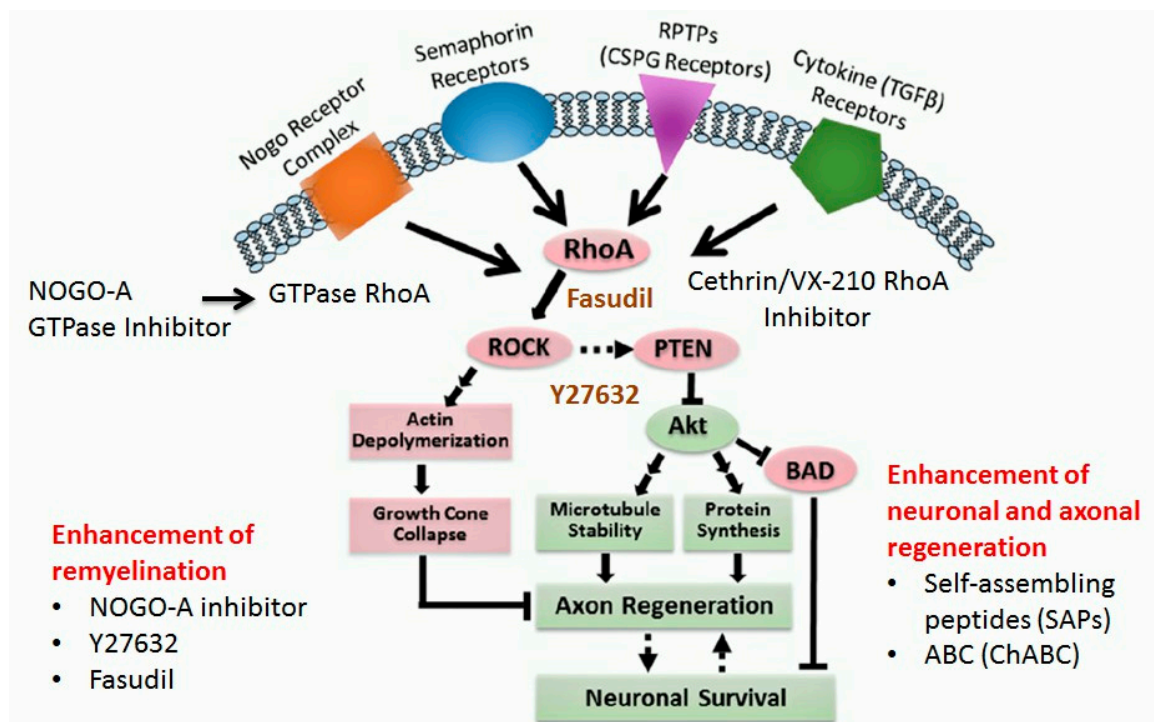 Nogo Receptor
Complex
Semaphorin
Receptors
RPTPs
(CSPG Receptors)
Cytokine (TGFβ)
Receptors
RhoA
NOGO-A
GTPase Inhibitor
GTPase RhoA
Fasudil
Cethrin/VX-210 RhoA
Inhibitor
ROCK
PTEN
Y27632
Actin
Depolymerization
Akt
BAD
Growth Cone
Collapse
Microtubule
Stability
Protein
Synthesis
Axon Regeneration
Neuronal Survival
Enhancement of
remyelination
• NOGO-A inhibitor
• Y27632
• Fasudil
Enhancement of
neuronal and axonal
regeneration
• Self-assembling
peptides (SAPs)
• ABC (ChABC)